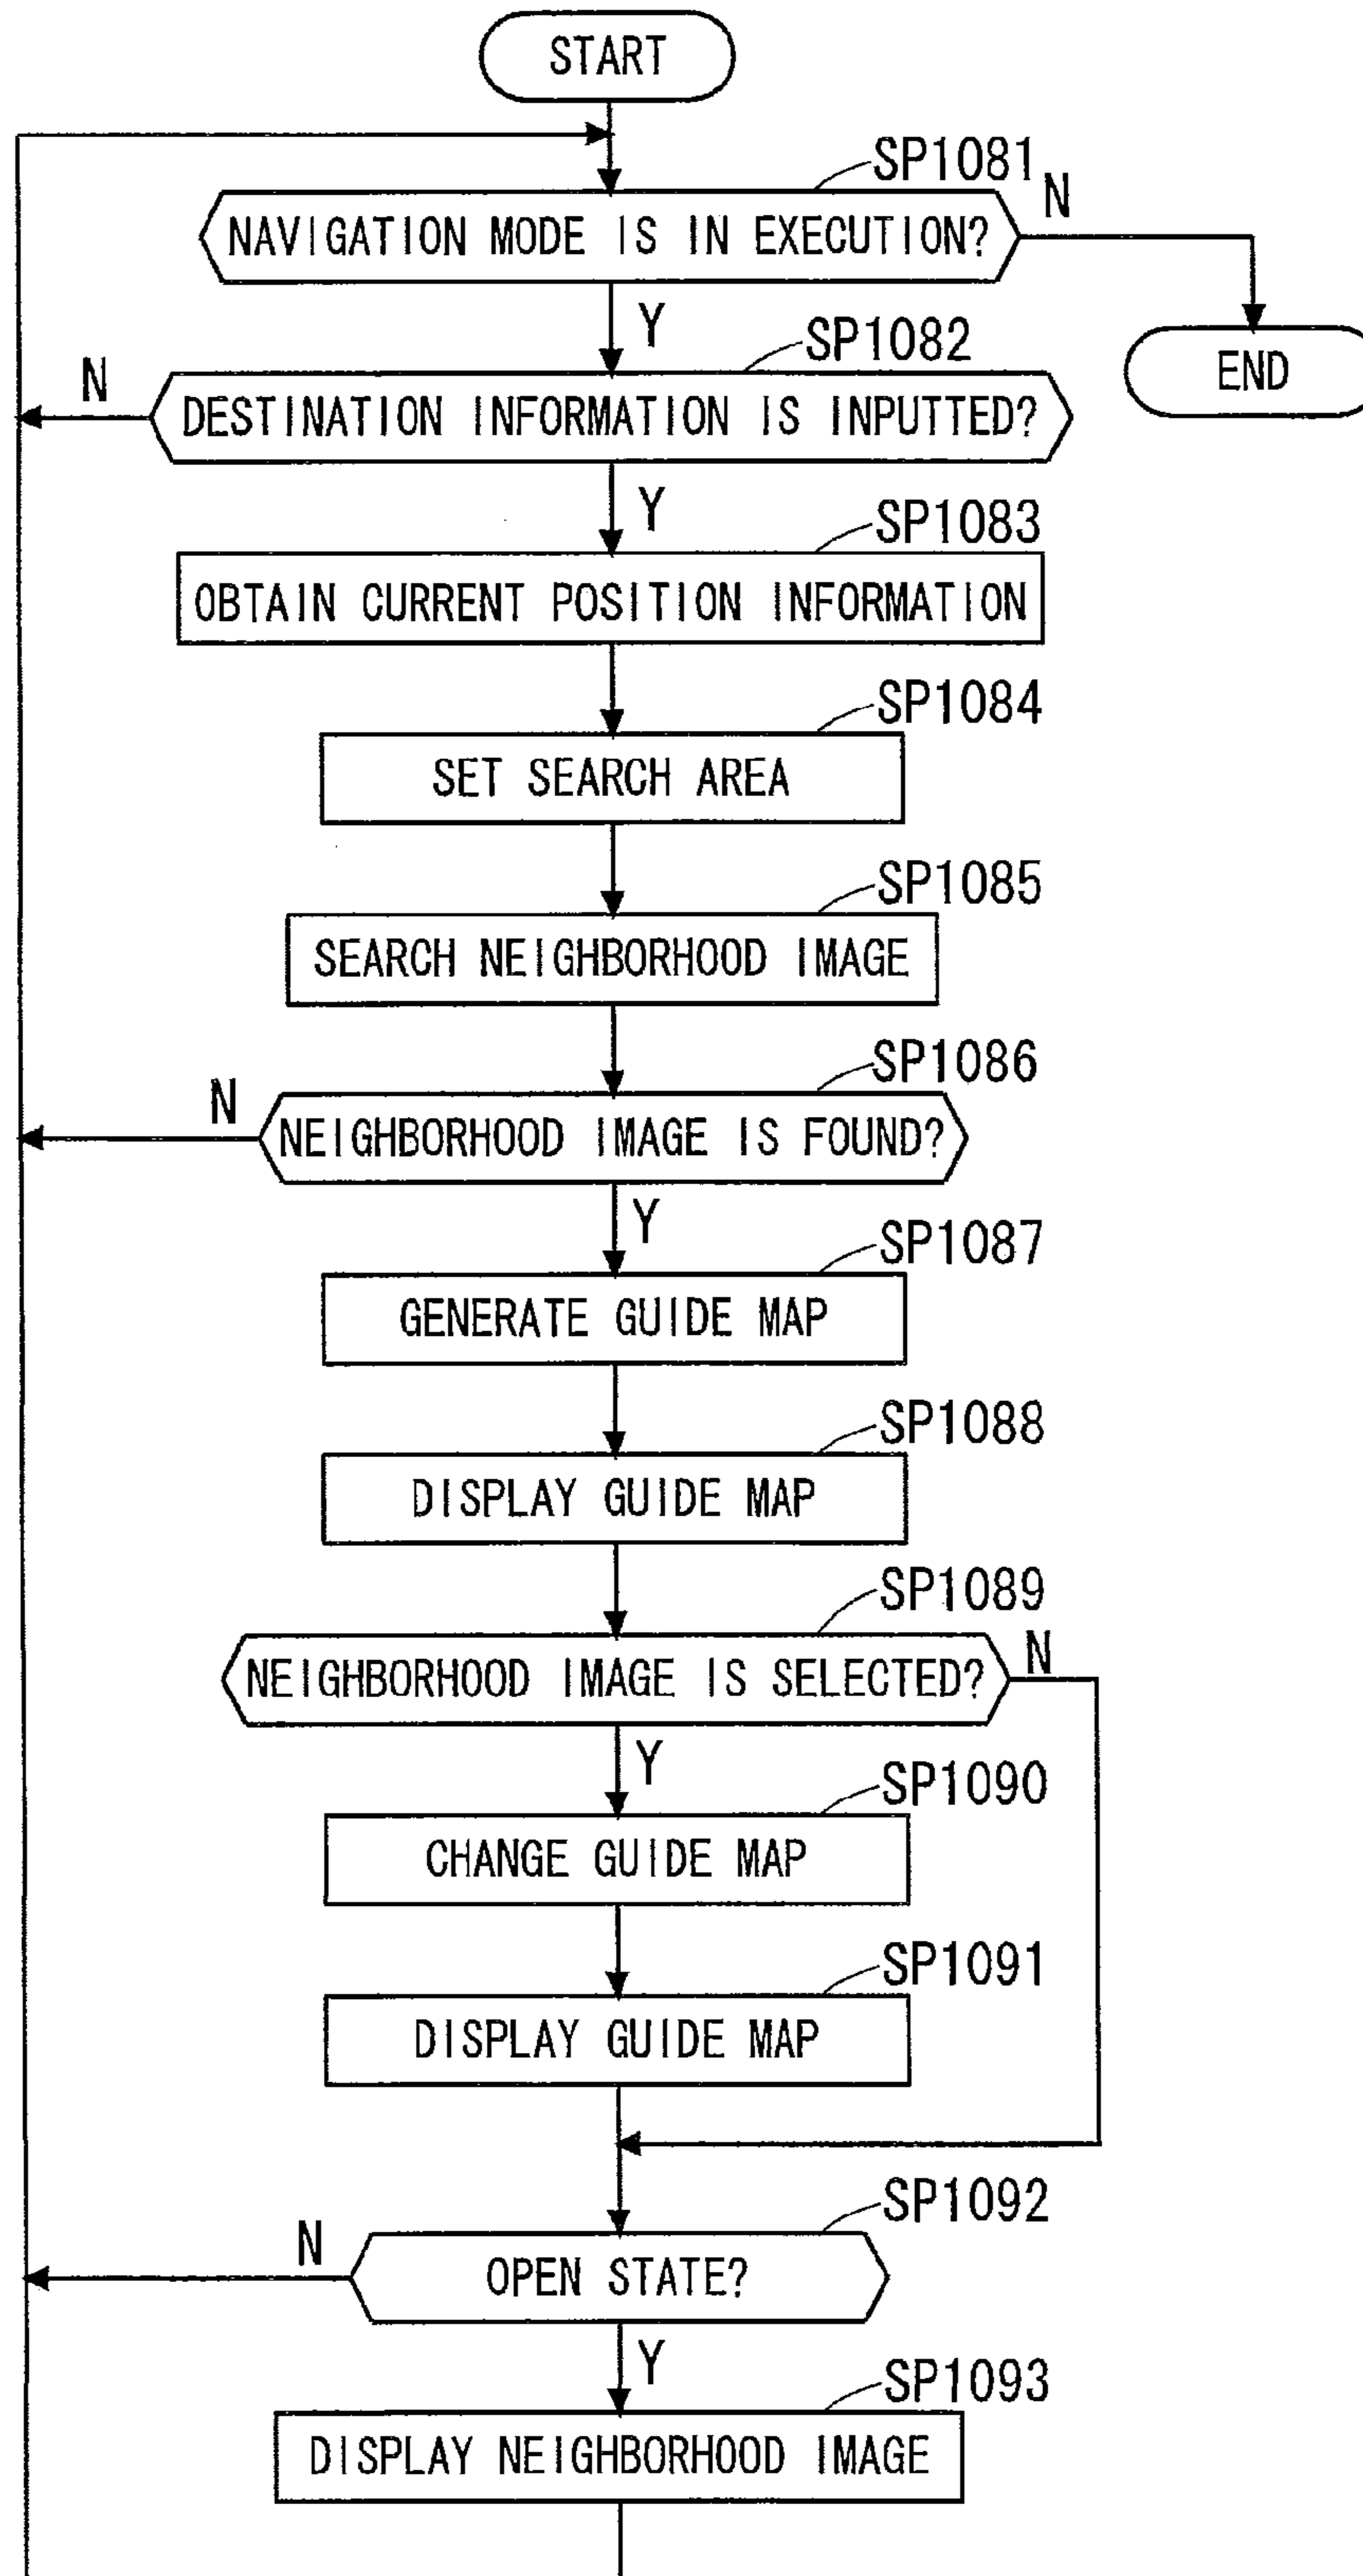 START
SP1081
NAVIGATION MODE IS IN EXECUTION?
N
Y
SP1082
END
N
DESTINATION INFORMATION IS INPUTTED?
Y
SP1083
OBTAIN CURRENT POSITION INFORMATION
SP1084
SET SEARCH AREA
SP1085
SEARCH NEIGHBORHOOD IMAGE
SP1086
N
NEIGHBORHOOD IMAGE IS FOUND?
Y
SP1087
GENERATE GUIDE MAP
SP1088
DISPLAY GUIDE MAP
SP1089
NEIGHBORHOOD IMAGE IS SELECTED?
N
Y
SP1090
CHANGE GUIDE MAP
SP1091
DISPLAY GUIDE MAP
SP1092
N
OPEN STATE?
Y
SP1093
DISPLAY NEIGHBORHOOD IMAGE